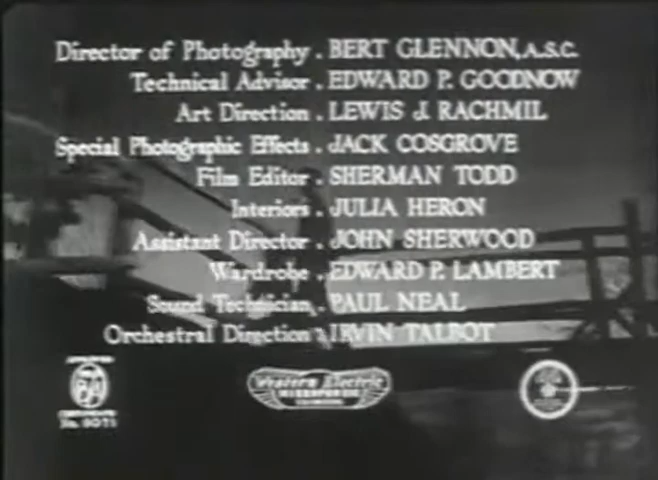 Director of Photography . BERT GLENNON, A.S.C.
Technical Advisor . EDWARD P. GOODNOW
Art Direction . LEWIS J. RACHMIL
Special Photographic Effects . JACK COSGROVE
Film Editor . SHERMAN TODD
Interiors . JULIA HERON
Assistant Director . JOHN SHERWOOD
Wardrobe . EDWARD P. LAMBERT
Sound Technician . PAUL NEAL
Orchestral Direction . IRVIN TALBOT
Western Electric